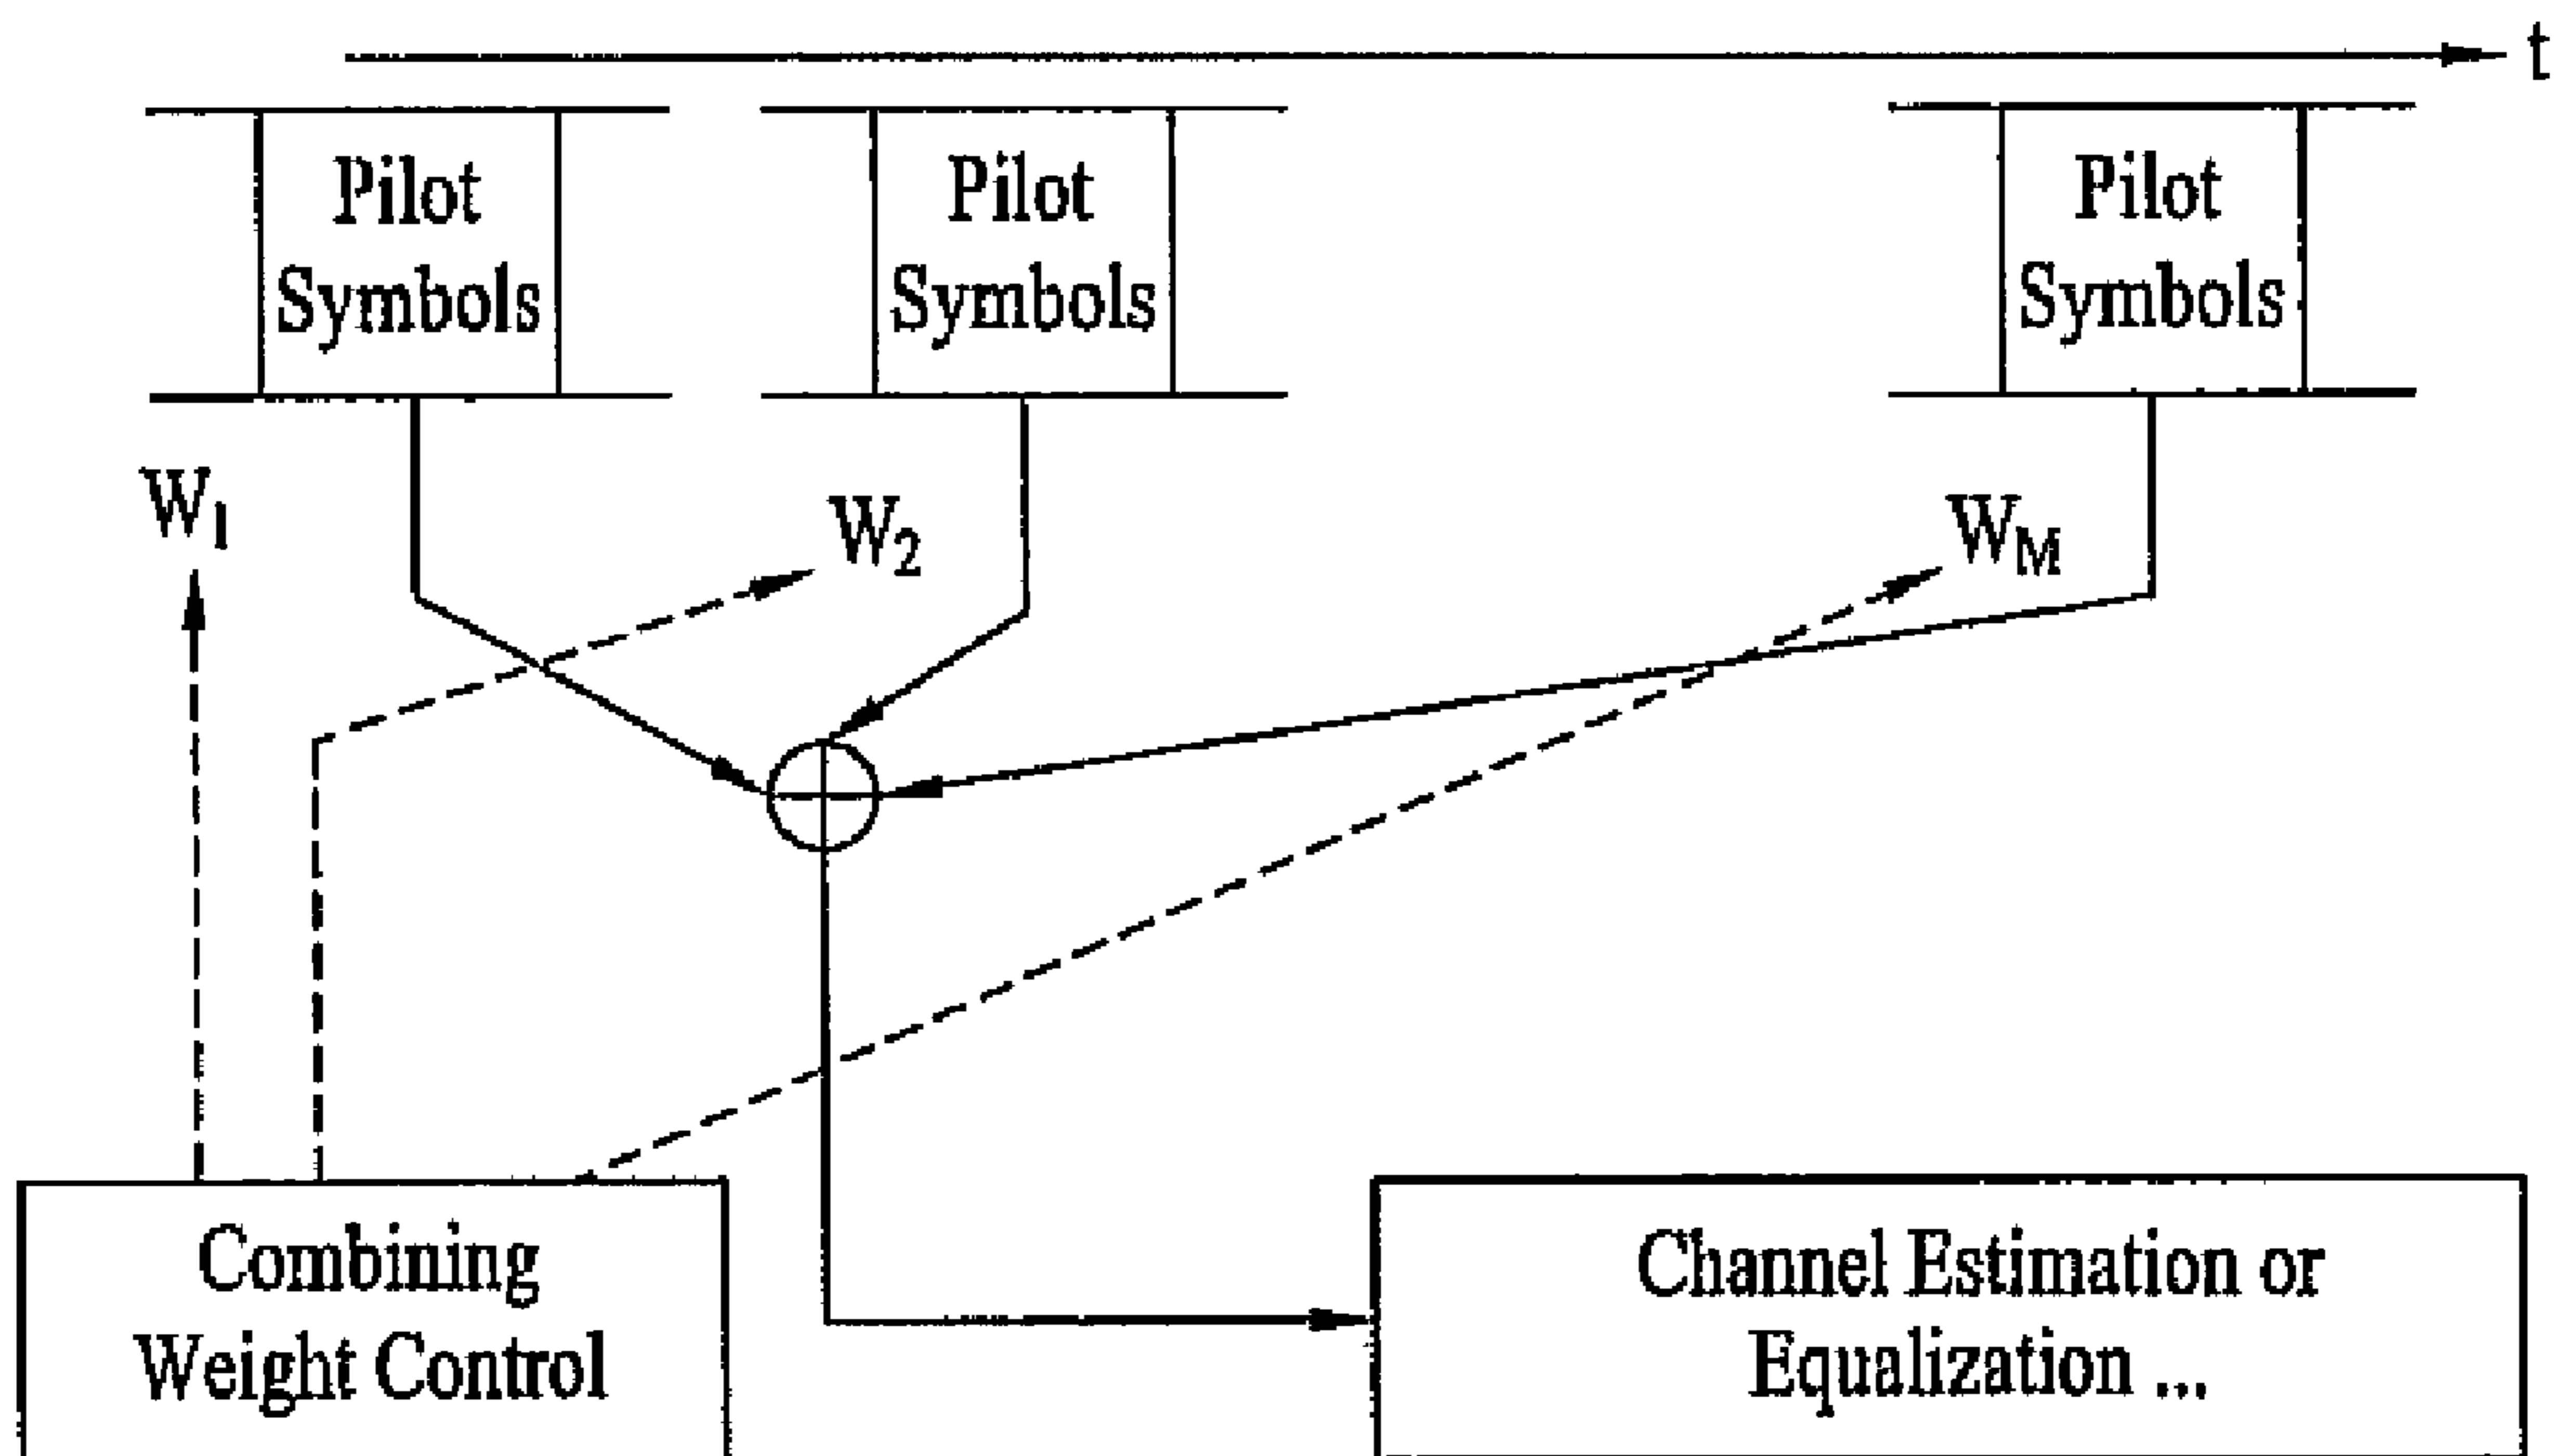 t
Pilot
Symbols
Pilot
Symbols
Pilot
Symbols
W1
W2
WM
Combining
Weight Control
Channel Estimation or
Equalization ...